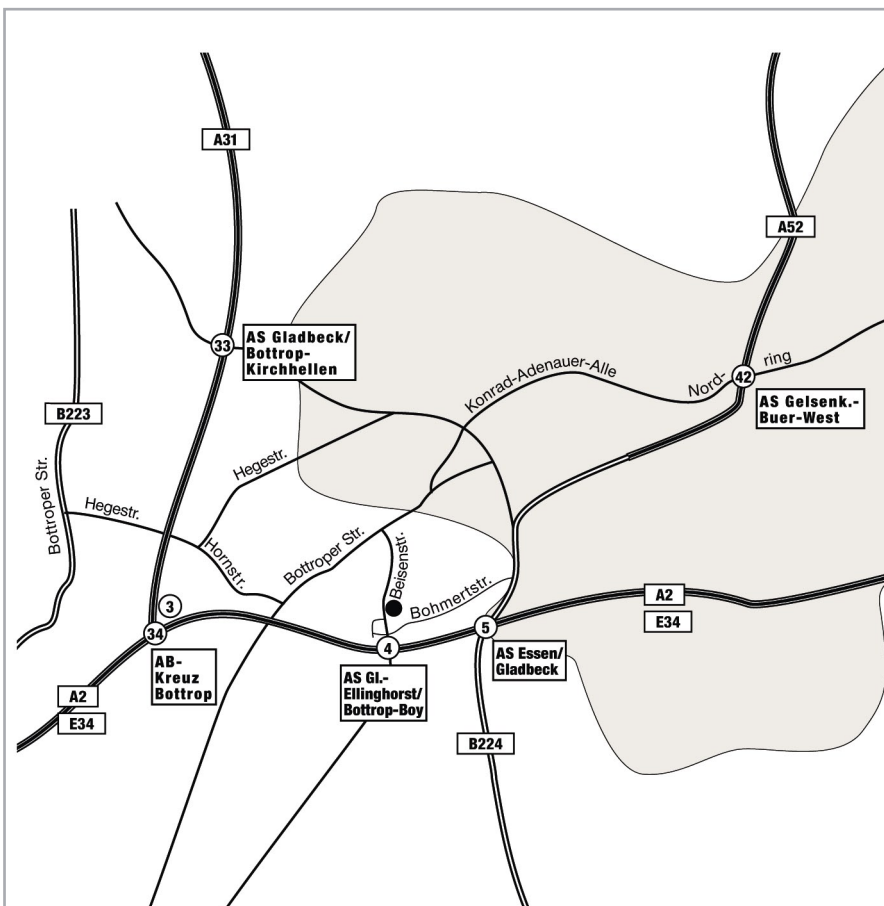 A31
A52
33
AS Gladbeck/
Bottrop-
Kirchhellen
Konrad-Adenauer-Alle
Nord-
42
ring
AS Gelsenk.-
Buer-West
B223
Bottroper Str.
Hegestr.
Hegestr.
Hornstr.
Bottroper Str.
Beisenstr.
Bohmertstr.
A2
E34
3
34
4
5
AS Essen/
Gladbeck
AB-
Kreuz
Bottrop
AS Gl.-
Ellinghorst/
Bottrop-Boy
A2
E34
B224